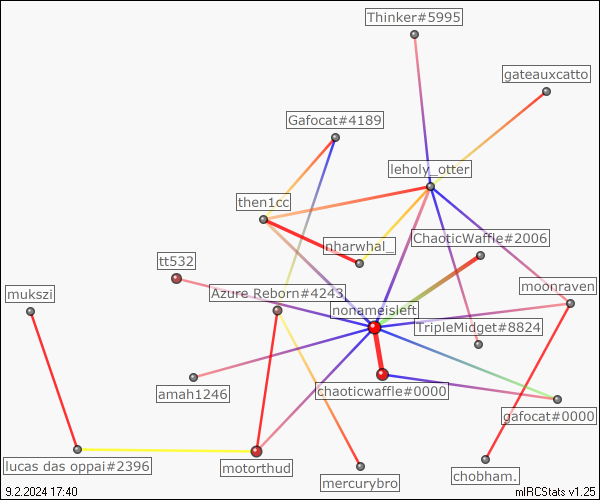 Thinker#5995
gateauxcatto
Gafocat#4189
leholy_otter
then1cc
nharwhal_
ChaoticWaffle#2006
tt532
mukszi
Azure Reborn#4243
moonraven
nonameisleft
TripleMidget#8824
amah1246
chaoticwaffle#0000
gafocat#0000
lucas das oppai#2396
motorthud
mercurybro
chobham.
9.2.2024 17:40
mIRCStats v1.25